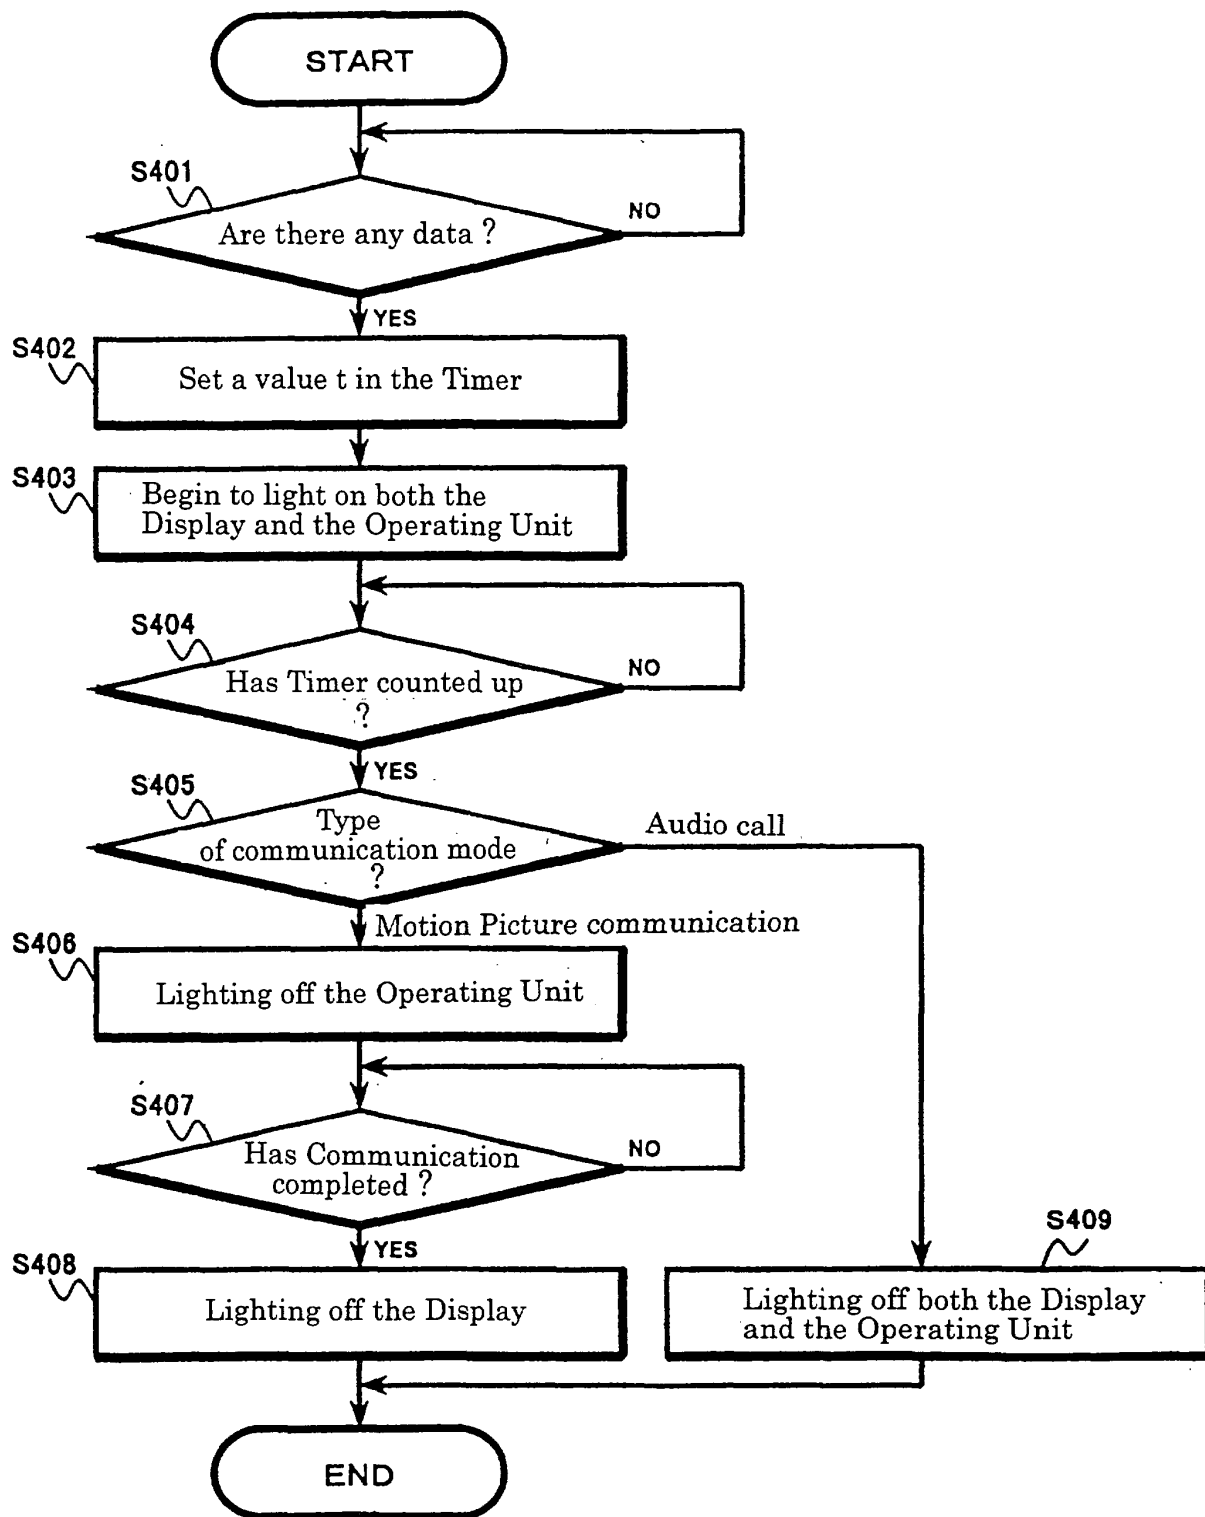 START
S401
Are there any data ?
NO
YES
S402
Set a value t in the Timer
S403
Begin to light on both the
Display and the Operating Unit
S404
Has Timer counted up
?
NO
YES
S405
Type
of communication mode
?
Audio call
Motion Picture communication
S406
Lighting off the Operating Unit
S407
Has Communication
completed ?
NO
YES
S408
Lighting off the Display
S409
Lighting off both the Display
and the Operating Unit
END